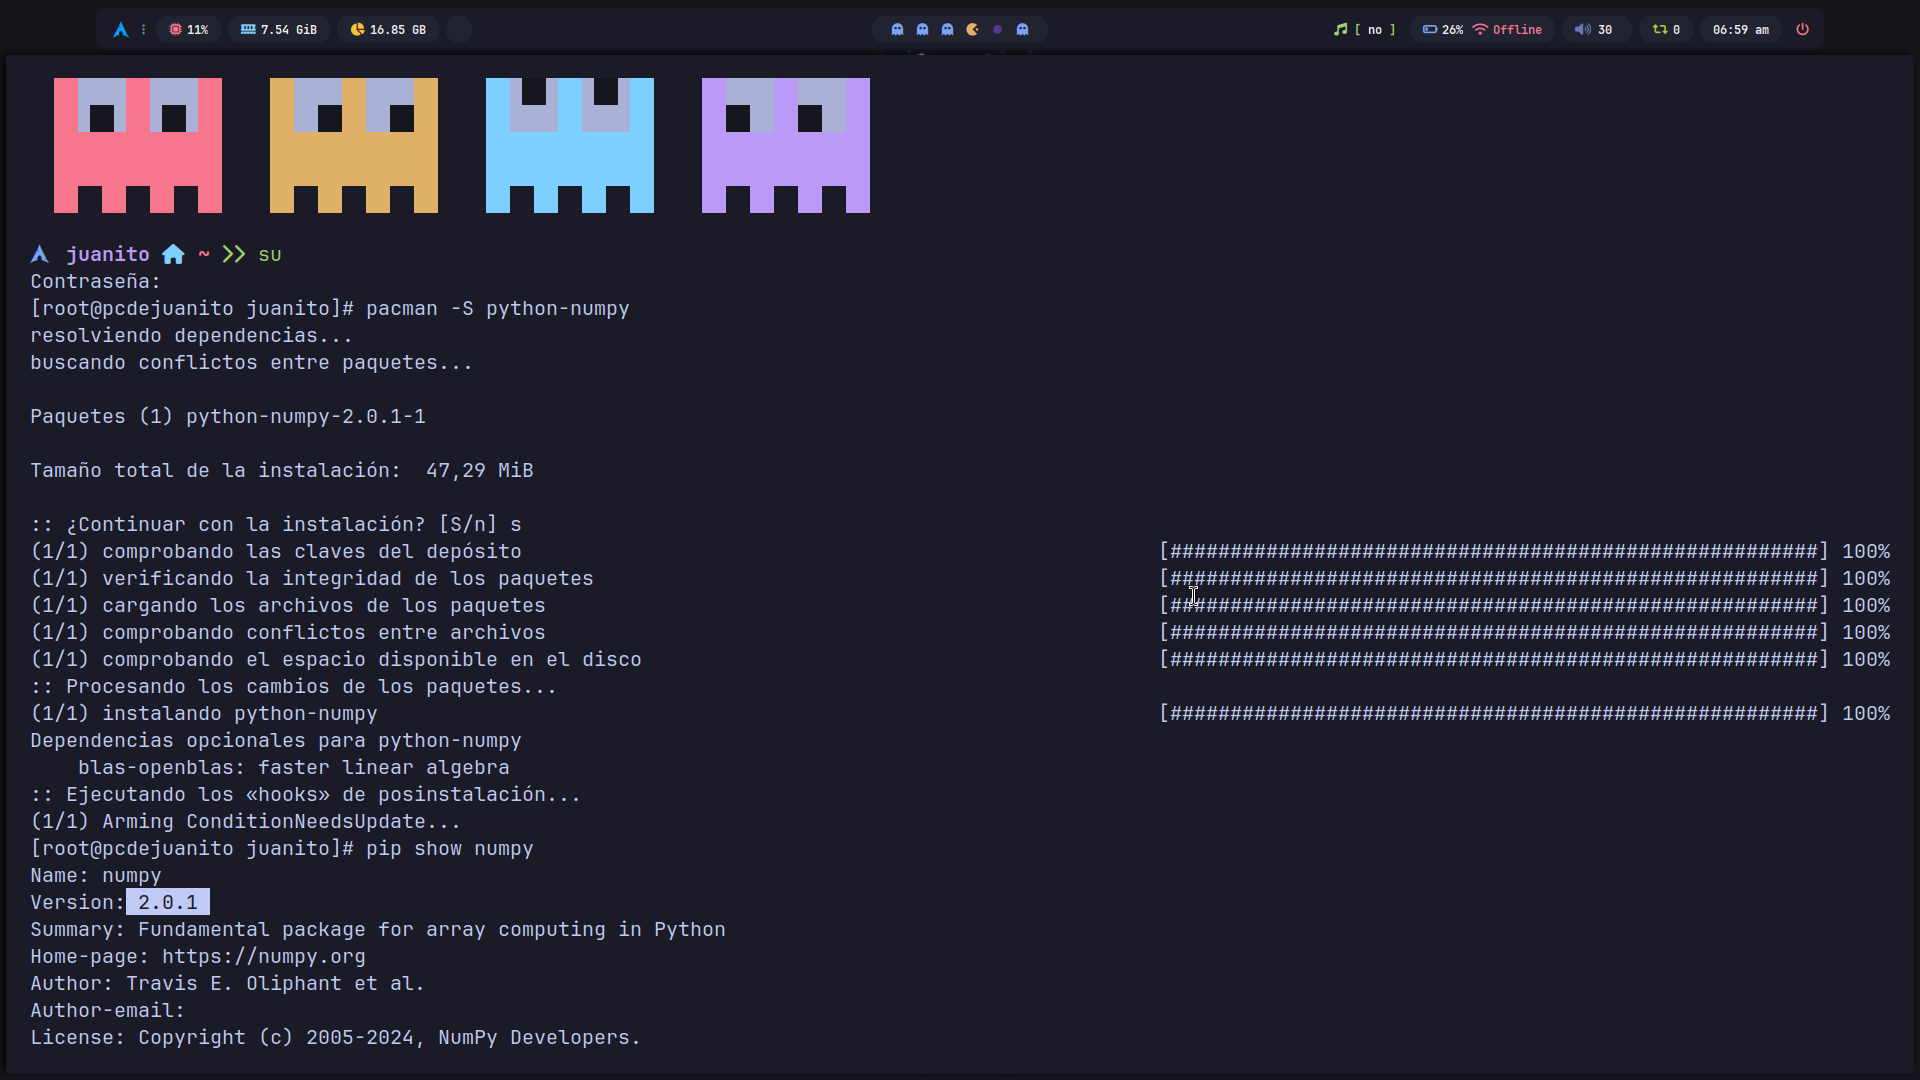 11% 7.54 GiB 16.85 GB [ no ] 26% Offline 30 0 06:59 am
juanito ~ >> su
Contraseña:
[root@pcdejuanito juanito]# pacman -S python-numpy
resolviendo dependencias...
buscando conflictos entre paquetes...
Paquetes (1) python-numpy-2.0.1-1
Tamaño total de la instalación:  47,29 MiB
:: ¿Continuar con la instalación? [S/n] s
(1/1) comprobando las claves del depósito [######################################################] 100%
(1/1) verificando la integridad de los paquetes [######################################################] 100%
(1/1) cargando los archivos de los paquetes [######################################################] 100%
(1/1) comprobando conflictos entre archivos [######################################################] 100%
(1/1) comprobando el espacio disponible en el disco [######################################################] 100%
:: Procesando los cambios de los paquetes...
(1/1) instalando python-numpy [######################################################] 100%
Dependencias opcionales para python-numpy
    blas-openblas: faster linear algebra
:: Ejecutando los «hooks» de posinstalación...
(1/1) Arming ConditionNeedsUpdate...
[root@pcdejuanito juanito]# pip show numpy
Name: numpy
Version: 2.0.1
Summary: Fundamental package for array computing in Python
Home-page: https://numpy.org
Author: Travis E. Oliphant et al.
Author-email:
License: Copyright (c) 2005-2024, NumPy Developers.